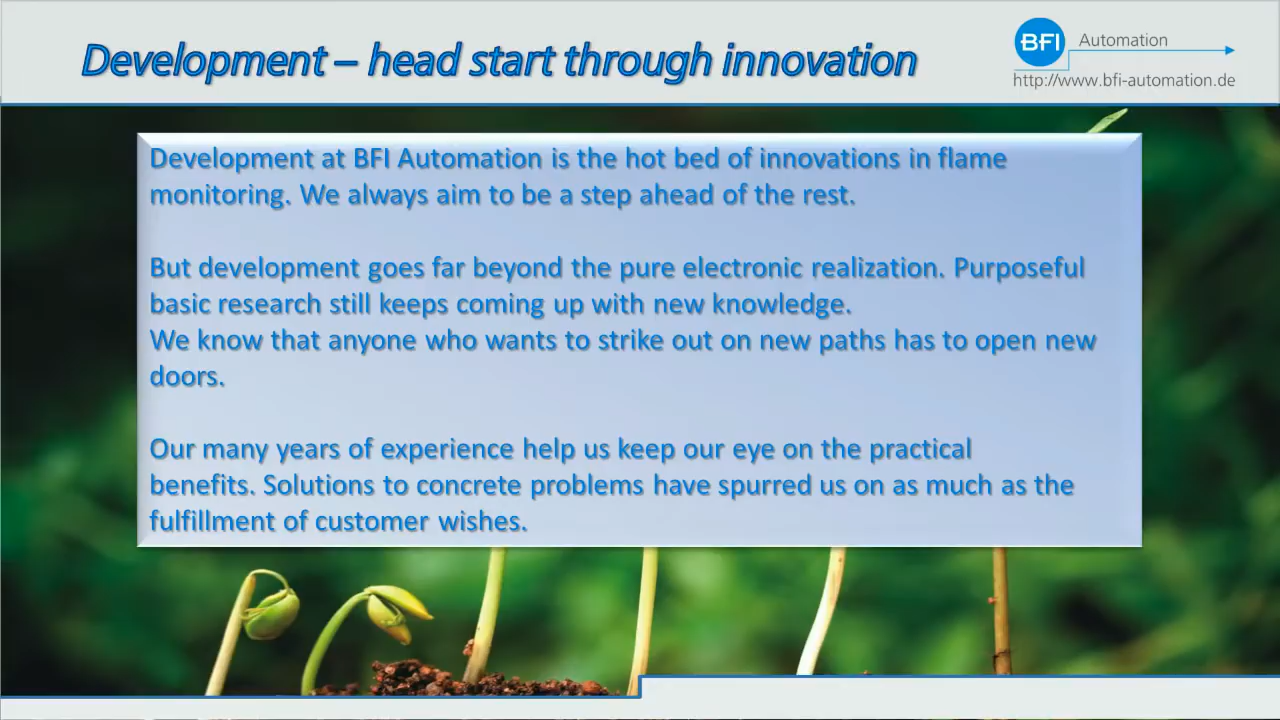 Development – head start through innovation
BFI Automation
http://www.bfi-automation.de
Development at BFI Automation is the hot bed of innovations in flame
monitoring. We always aim to be a step ahead of the rest.
But development goes far beyond the pure electronic realization. Purposeful
basic research still keeps coming up with new knowledge.
We know that anyone who wants to strike out on new paths has to open new
doors.
Our many years of experience help us keep our eye on the practical
benefits. Solutions to concrete problems have spurred us on as much as the
fulfillment of customer wishes.